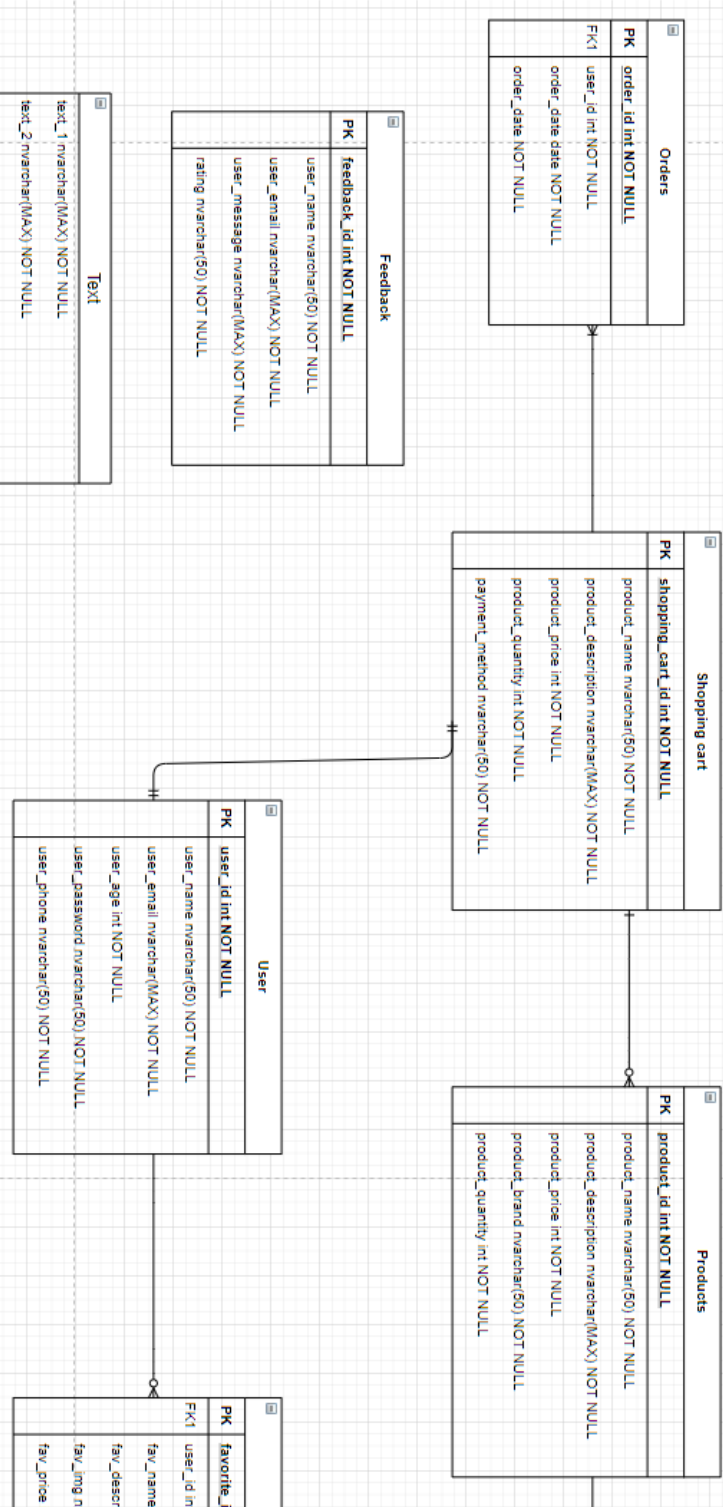 Orders
PK order_id int NOT NULL
FK1 user_id int NOT NULL
order_date date NOT NULL
order_date NOT NULL
Shopping cart
PK shopping_cart_id int NOT NULL
product_name nvarchar(50) NOT NULL
product_description nvarchar(MAX) NOT NULL
product_price int NOT NULL
product_quantity int NOT NULL
payment_method nvarchar(50) NOT NULL
Products
PK product_id int NOT NULL
product_name nvarchar(50) NOT NULL
product_description nvarchar(MAX) NOT NULL
product_price int NOT NULL
product_brand nvarchar(50) NOT NULL
product_quantity int NOT NULL
Feedback
PK feedback_id int NOT NULL
user_name nvarchar(50) NOT NULL
user_email nvarchar(MAX) NOT NULL
user_message nvarchar(MAX) NOT NULL
rating nvarchar(50) NOT NULL
User
PK user_id int NOT NULL
user_name nvarchar(50) NOT NULL
user_email nvarchar(MAX) NOT NULL
user_age int NOT NULL
user_password nvarchar(50) NOT NULL
user_phone nvarchar(50) NOT NULL
PK favorite_i
FK1 user_id in
fav_name
fav_descr
fav_img n
fav_price
Text
text_1 nvarchar(MAX) NOT NULL
text_2 nvarchar(MAX) NOT NULL